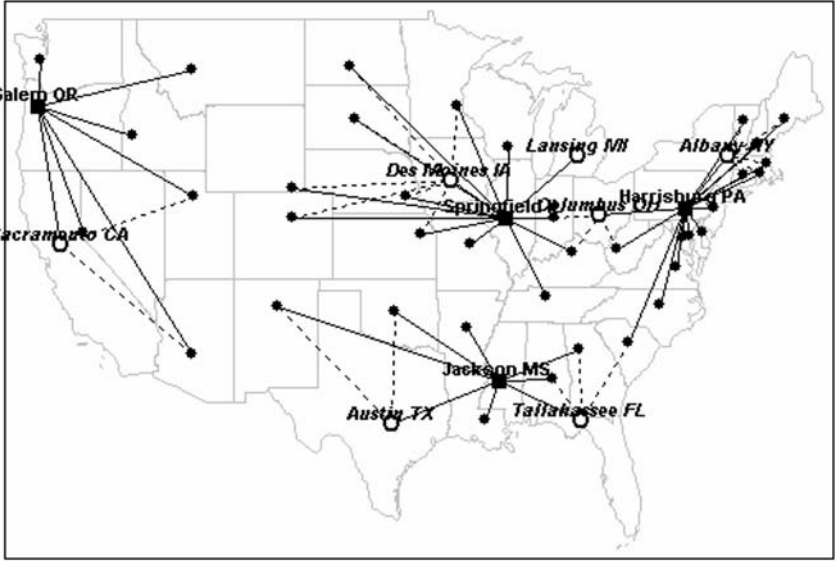 Salem OR
Lansing MI
Albany NY
Des Moines IA
Springfield
Columbus OH
Harrisburg PA
Sacramento CA
Jackson MS
Austin TX
Tallahassee FL